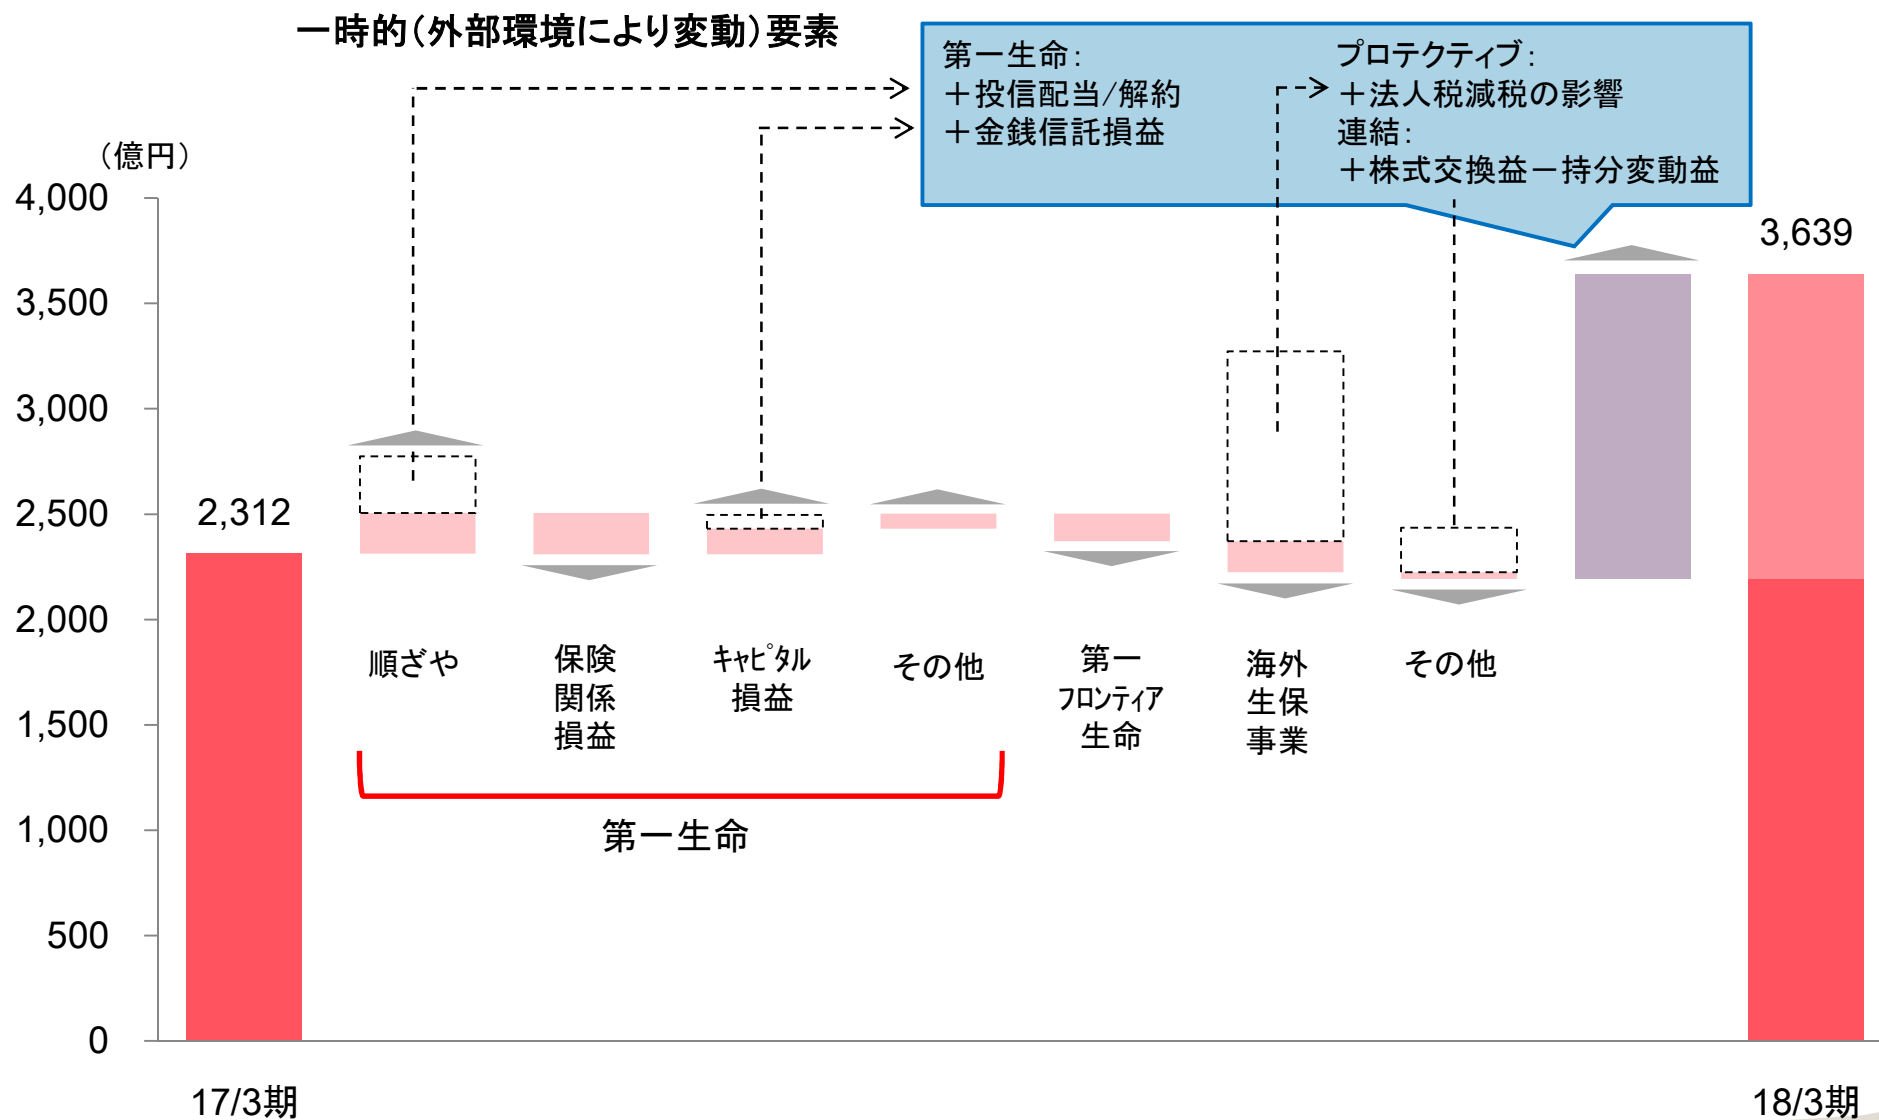 一時的（外部環境により変動）要素
第一生命：
＋投信配当/解約
＋金銭信託損益
プロテクティブ：
＋法人税減税の影響
連結：
＋株式交換益－持分変動益
（億円）
4,000
3,500
3,000
2,500
2,000
1,500
1,000
500
0
2,312
3,639
順ざや
保険
関係
損益
ｷｬﾋﾟﾀﾙ
損益
その他
第一
ﾌﾛﾝﾃｨｱ
生命
海外
生保
事業
その他
第一生命
17/3期
18/3期